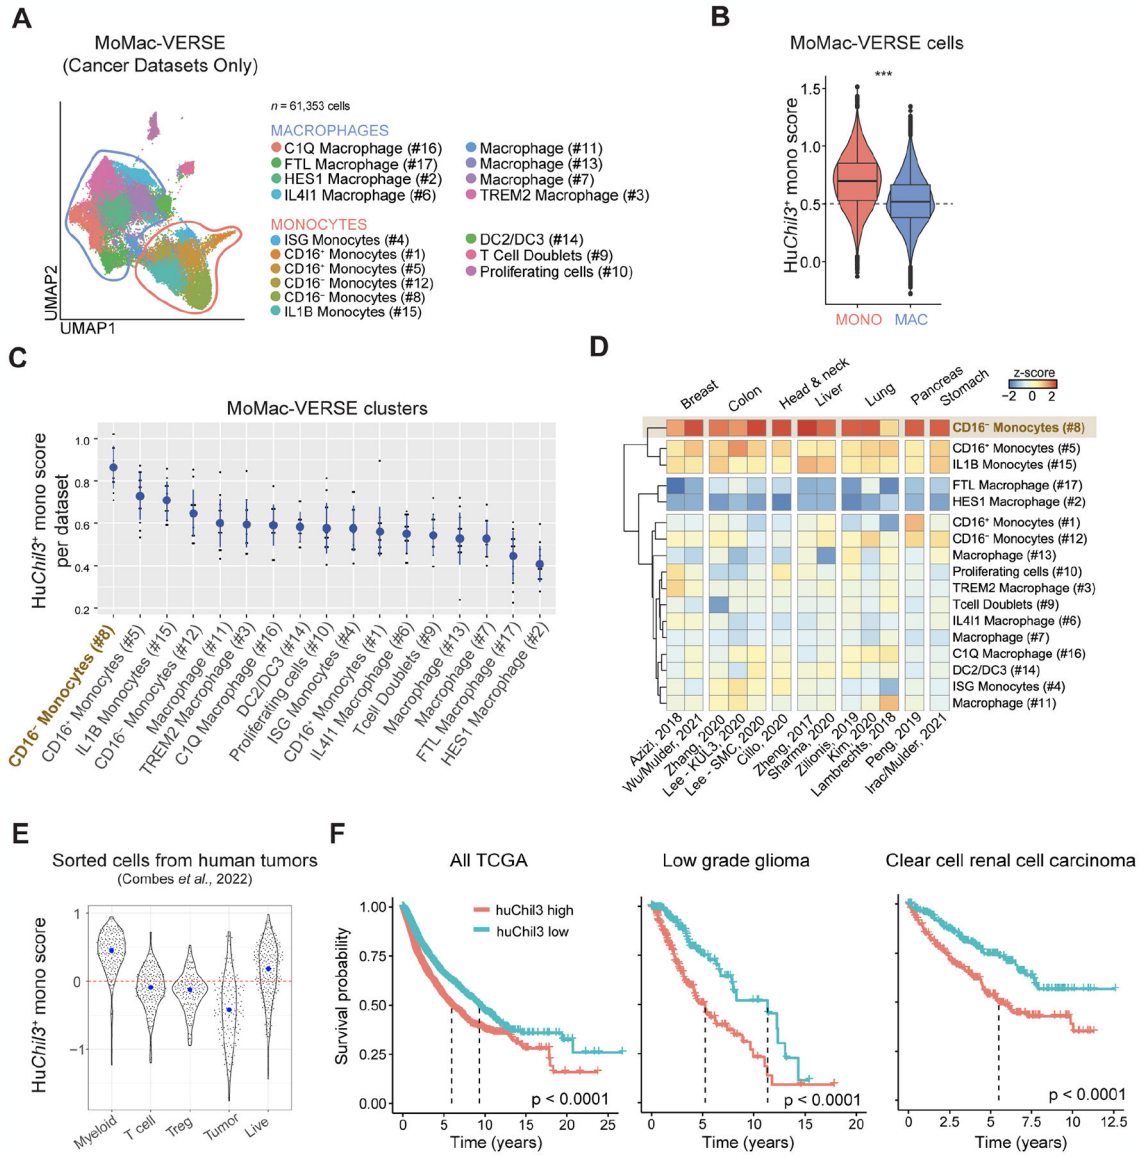 A
MoMac-VERSE
(Cancer Datasets Only)
n = 61,353 cells
MACROPHAGES
C1Q Macrophage (#16)
FTL Macrophage (#17)
HES1 Macrophage (#2)
IL4I1 Macrophage (#6)
Macrophage (#11)
Macrophage (#13)
Macrophage (#7)
TREM2 Macrophage (#3)
MONOCYTES
ISG Monocytes (#4)
CD16⁺ Monocytes (#1)
CD16⁺ Monocytes (#5)
CD16⁻ Monocytes (#12)
CD16⁻ Monocytes (#8)
IL1B Monocytes (#15)
DC2/DC3 (#14)
T Cell Doublets (#9)
Proliferating cells (#10)
UMAP2
UMAP1
B
MoMac-VERSE cells
***
HuChil3⁺ mono score
1.5
1.0
0.5
0.0
MONO
MAC
C
MoMac-VERSE clusters
HuChil3⁺ mono score
per dataset
1.0
0.8
0.6
0.4
0.2
CD16⁻ Monocytes (#8)
CD16⁺ Monocytes (#5)
IL1B Monocytes (#15)
CD16⁻ Monocytes (#12)
Macrophage (#11)
TREM2 Macrophage (#3)
C1Q Macrophage (#16)
DC2/DC3 (#14)
Proliferating cells (#10)
ISG Monocytes (#4)
CD16⁺ Monocytes (#1)
IL4I1 Macrophage (#6)
Tcell Doublets (#9)
Macrophage (#13)
Macrophage (#7)
FTL Macrophage (#17)
HES1 Macrophage (#2)
D
Breast
Colon
Head & neck
Liver
Lung
Pancreas
Stomach
z-score
−2 0 2
CD16⁻ Monocytes (#8)
CD16⁺ Monocytes (#5)
IL1B Monocytes (#15)
FTL Macrophage (#17)
HES1 Macrophage (#2)
CD16⁺ Monocytes (#1)
CD16⁻ Monocytes (#12)
Macrophage (#13)
Proliferating cells (#10)
TREM2 Macrophage (#3)
Tcell Doublets (#9)
IL4I1 Macrophage (#6)
Macrophage (#7)
C1Q Macrophage (#16)
DC2/DC3 (#14)
ISG Monocytes (#4)
Macrophage (#11)
Azizi, 2018
Wu/Mulder, 2021
Zhang, 2020
Lee - KUL3, 2020
Lee - SMC, 2020
Cillo, 2020
Zheng, 2017
Sharma, 2020
Zilionis, 2019
Kim, 2020
Lambrechts, 2018
Peng, 2019
Irac/Mulder, 2021
E
Sorted cells from human tumors
(Combes et al., 2022)
HuChil3⁺ mono score
1
0
−1
Myeloid
T cell
Treg
Tumor
Live
F
All TCGA
Survival probability
1.00
0.75
0.50
0.25
0.00
huChil3 high
huChil3 low
p < 0.0001
0 5 10 15 20 25
Time (years)
Low grade glioma
p < 0.0001
0 5 10 15 20
Time (years)
Clear cell renal cell carcinoma
p < 0.0001
0 2.5 5 7.5 10 12.5
Time (years)